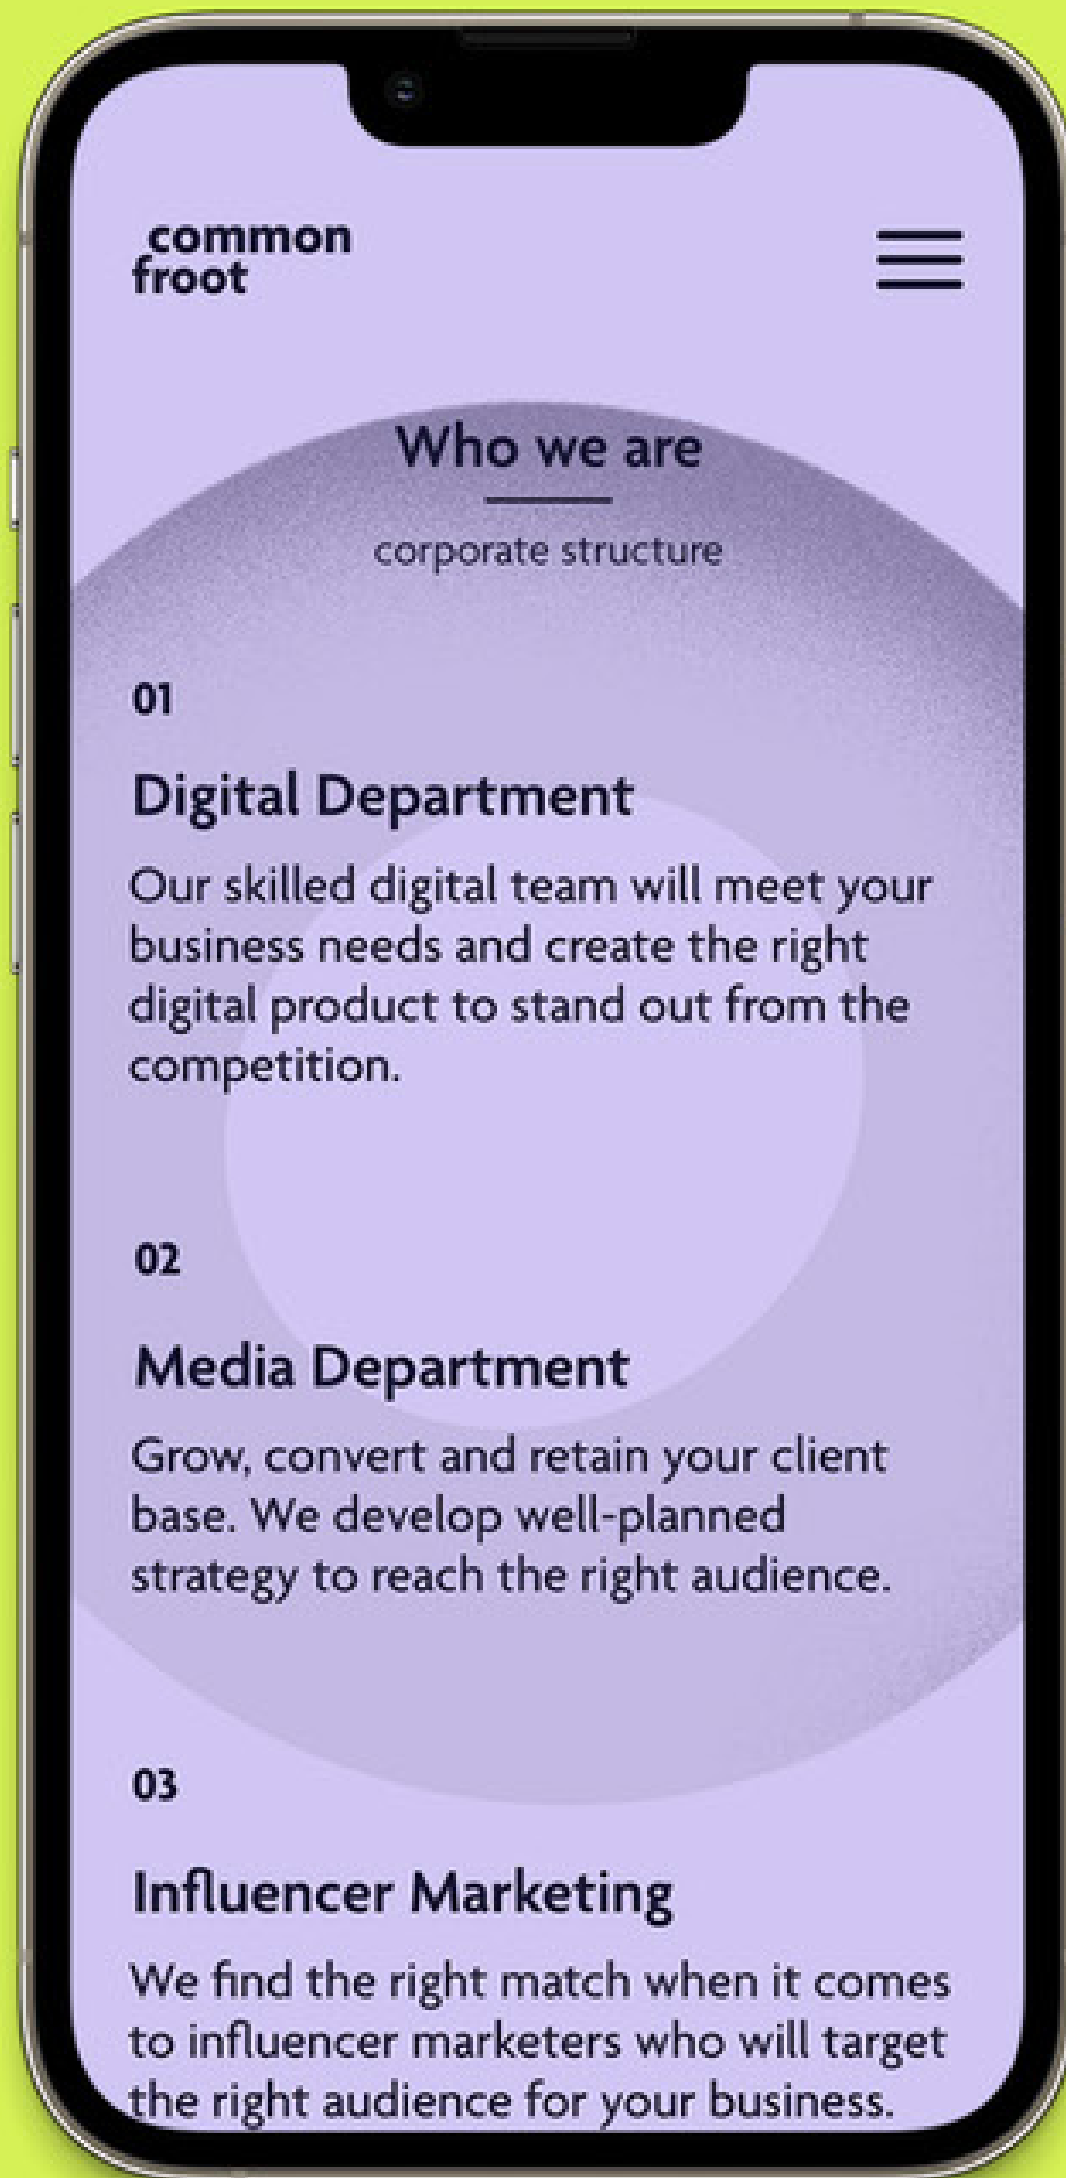 common
froot
Who we are
corporate structure
01
Digital Department
Our skilled digital team will meet your
business needs and create the right
digital product to stand out from the
competition.
02
Media Department
Grow, convert and retain your client
base. We develop well-planned
strategy to reach the right audience.
03
Influencer Marketing
We find the right match when it comes
to influencer marketers who will target
the right audience for your business.